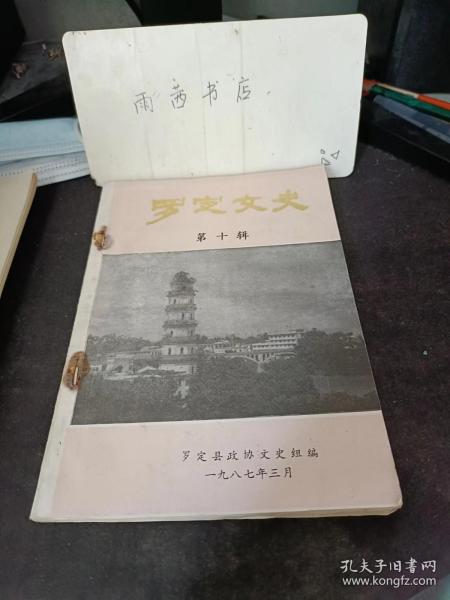 雨茜书店.
罗定文史
第十辑
罗定县政协文史组编
一九八七年三月
孔夫子旧书网
www.kongfz.com